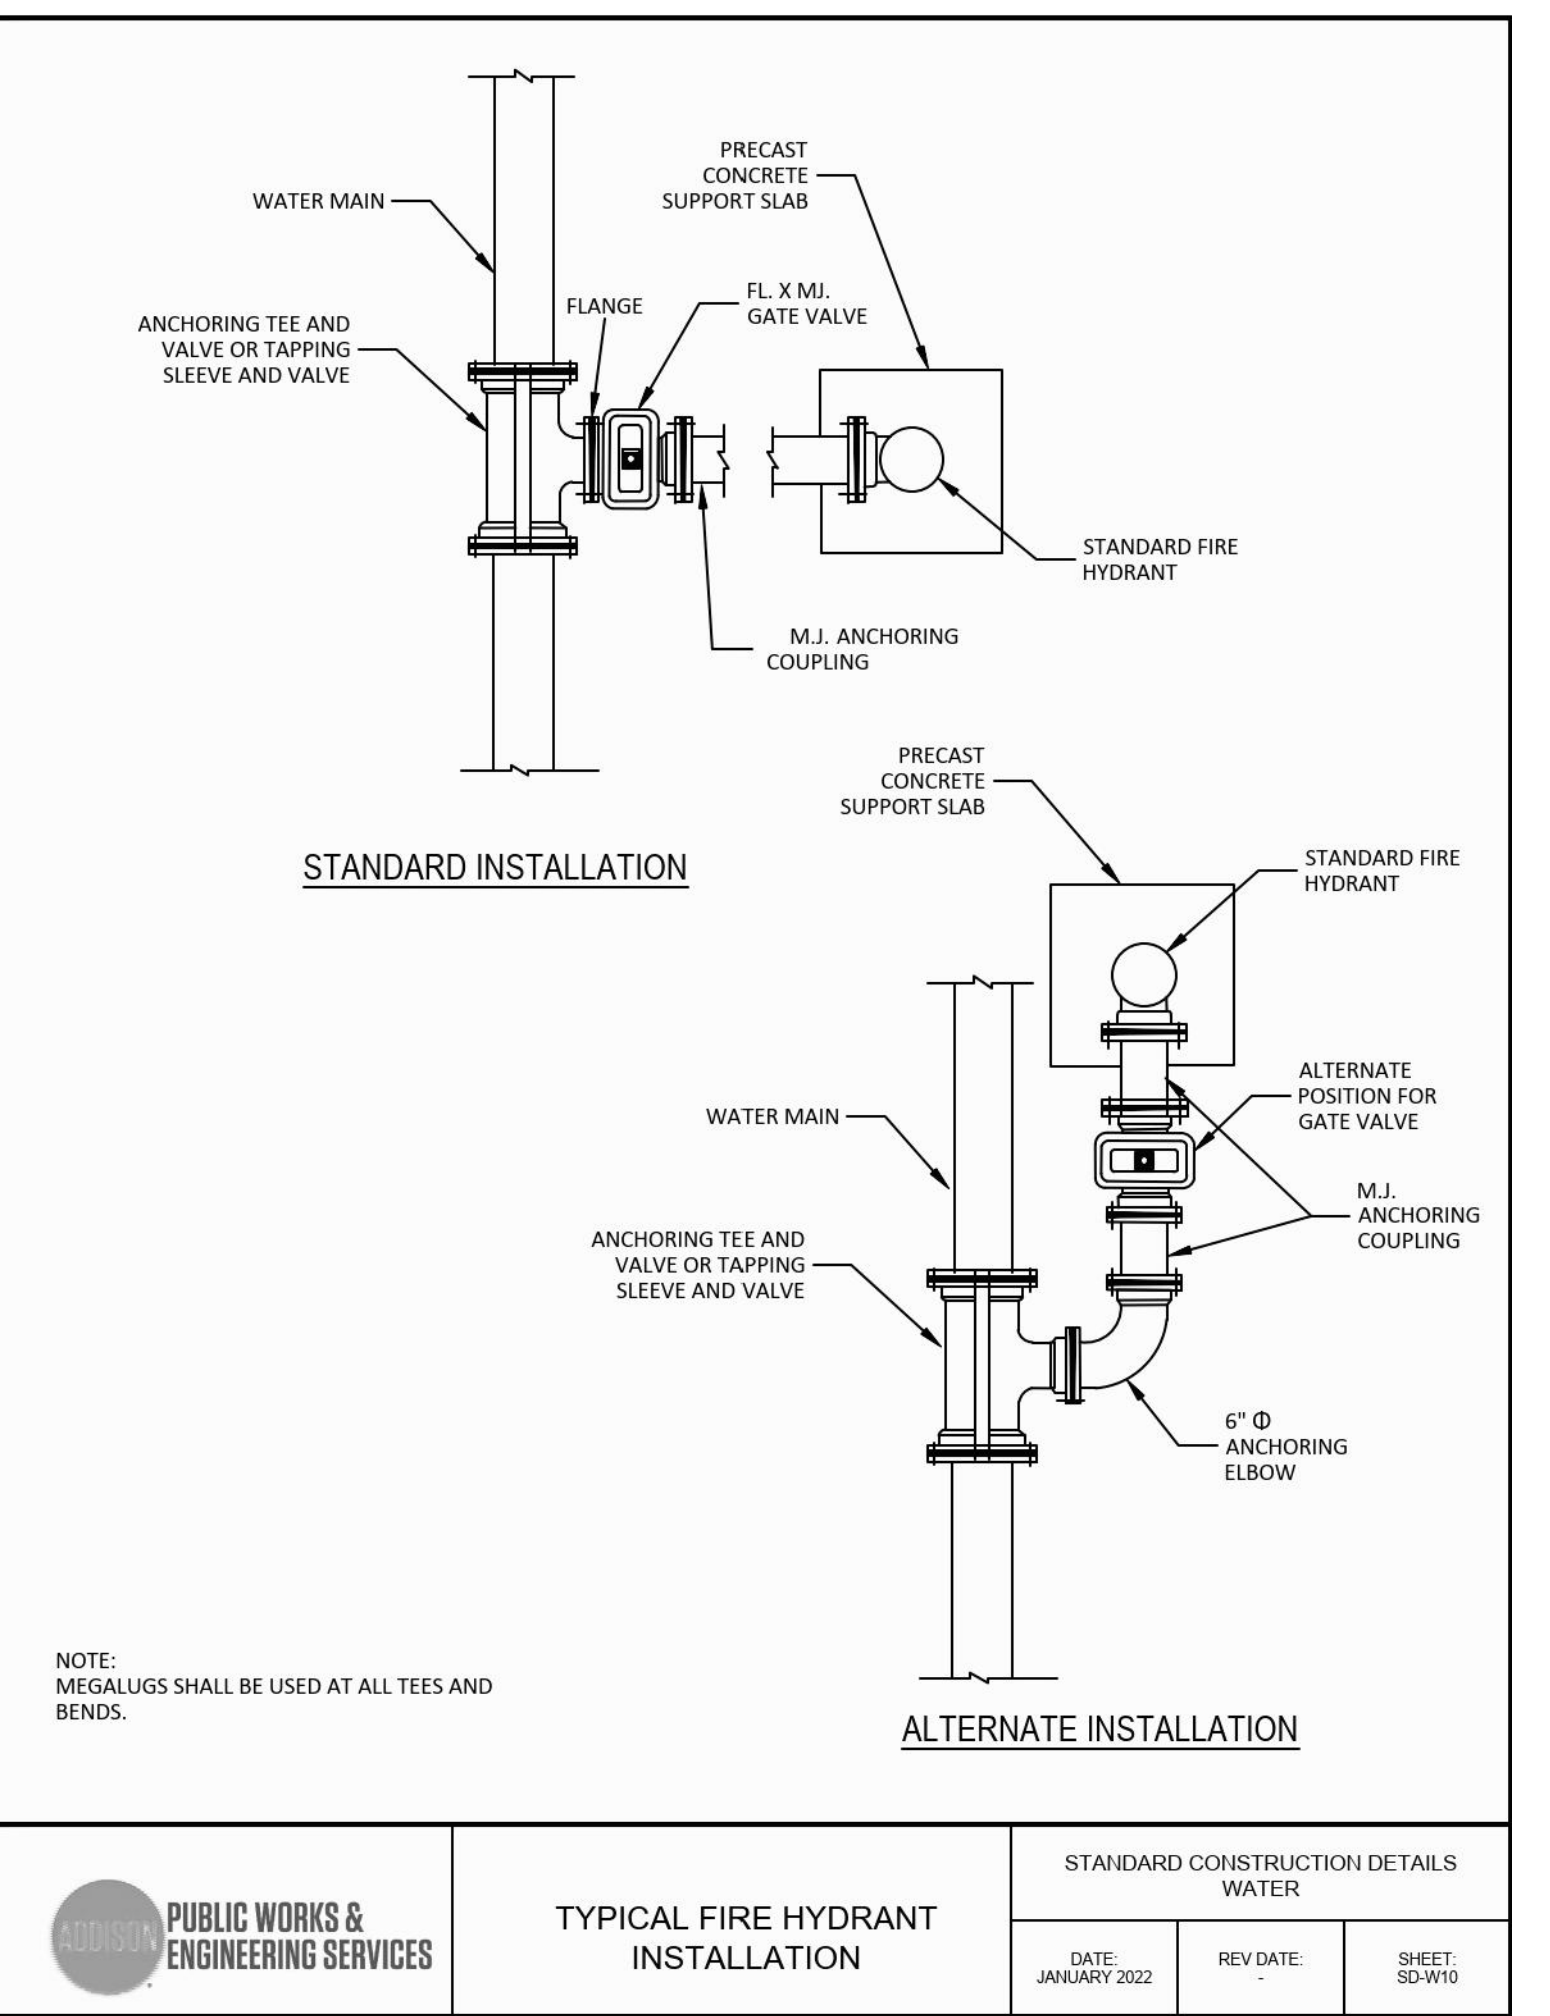 PRECAST
CONCRETE
SUPPORT SLAB
WATER MAIN
FL. X MJ.
GATE VALVE
FLANGE
ANCHORING TEE AND
VALVE OR TAPPING
SLEEVE AND VALVE
STANDARD FIRE
HYDRANT
M.J. ANCHORING
COUPLING
STANDARD INSTALLATION
PRECAST
CONCRETE
SUPPORT SLAB
STANDARD FIRE
HYDRANT
ALTERNATE
POSITION FOR
GATE VALVE
WATER MAIN
M.J.
ANCHORING
COUPLING
ANCHORING TEE AND
VALVE OR TAPPING
SLEEVE AND VALVE
6" Φ
ANCHORING
ELBOW
NOTE:
MEGALUGS SHALL BE USED AT ALL TEES AND
BENDS.
ALTERNATE INSTALLATION
ADDISON
PUBLIC WORKS &
ENGINEERING SERVICES
TYPICAL FIRE HYDRANT
INSTALLATION
STANDARD CONSTRUCTION DETAILS
WATER
DATE:
JANUARY 2022
REV DATE:
-
SHEET:
SD-W10